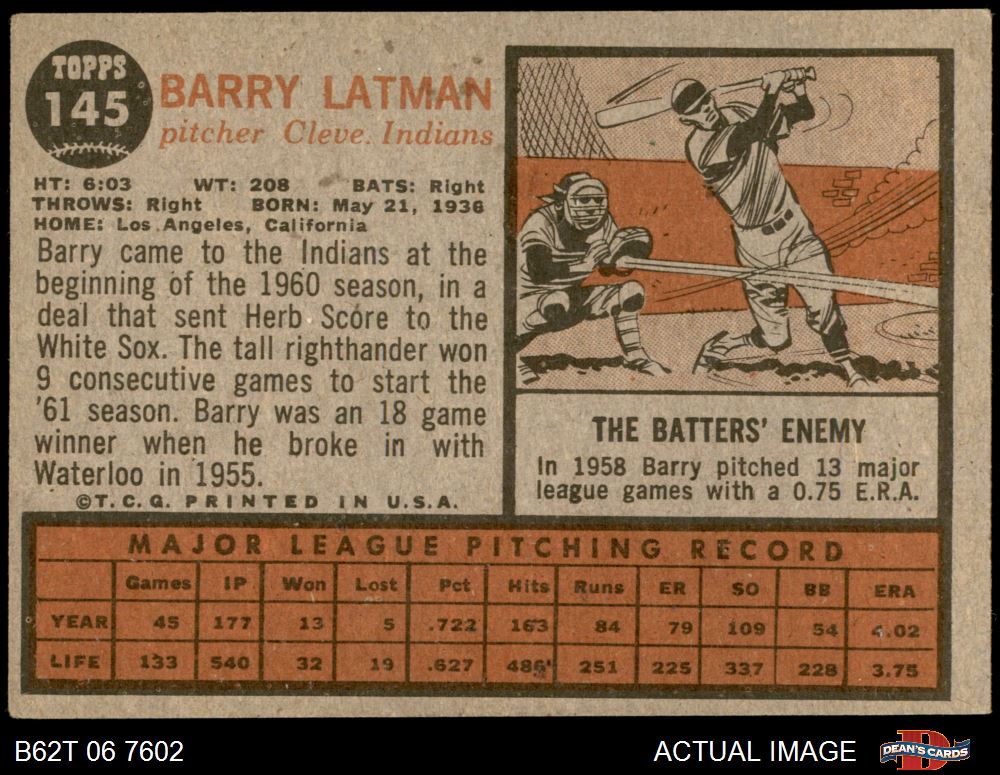 TOPPS
145
BARRY LATMAN
pitcher Cleve. Indians
HT: 6:03 WT: 208 BATS: Right
THROWS: Right BORN: May 21, 1936
HOME: Los Angeles, California
Barry came to the Indians at the
beginning of the 1960 season, in a
deal that sent Herb Score to the
White Sox. The tall righthander won
9 consecutive games to start the
'61 season. Barry was an 18 game
winner when he broke in with
Waterloo in 1955.
©T.C.G. PRINTED IN U.S.A.
THE BATTERS' ENEMY
In 1958 Barry pitched 13 major
league games with a 0.75 E.R.A.
MAJOR LEAGUE PITCHING RECORD
Games IP Won Lost Pct Hits Runs ER SO BB ERA
YEAR 45 177 13 5 .722 163 84 79 109 54 4.02
LIFE 133 540 32 19 .627 486 251 225 337 228 3.75
B62T 06 7602 ACTUAL IMAGE DEAN'S CARDS